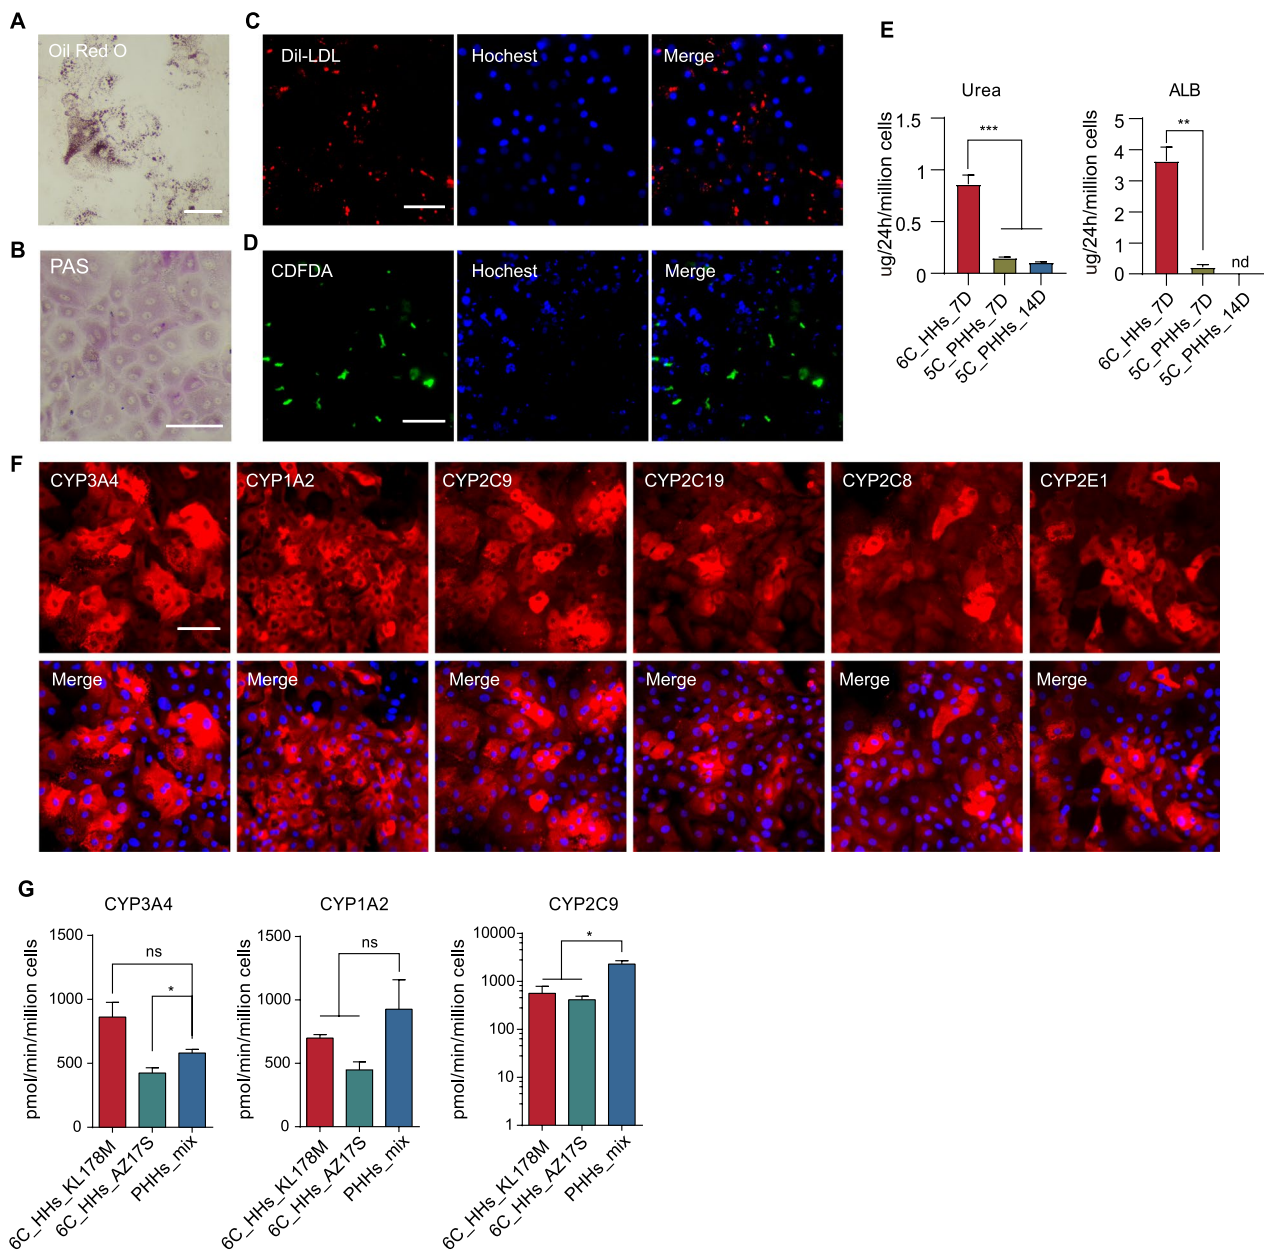 A
Oil Red O
B
PAS
C
Dil-LDL
Hochest
Merge
D
CDFDA
Hochest
Merge
E
Urea
ug/24h/million cells
1.5
1
0.5
0
***
6C_HHs_7D
5C_PHHs_7D
5C_PHHs_14D
ALB
ug/24h/million cells
5
4
3
2
1
0
**
nd
6C_HHs_7D
5C_PHHs_7D
5C_PHHs_14D
F
CYP3A4
CYP1A2
CYP2C9
CYP2C19
CYP2C8
CYP2E1
Merge
Merge
Merge
Merge
Merge
Merge
G
CYP3A4
pmol/min/million cells
1500
1000
500
0
ns
*
6C_HHs_KL178M
6C_HHs_AZ17S
PHHs_mix
CYP1A2
pmol/min/million cells
1500
1000
500
0
ns
6C_HHs_KL178M
6C_HHs_AZ17S
PHHs_mix
CYP2C9
pmol/min/million cells
10000
1000
100
10
1
*
6C_HHs_KL178M
6C_HHs_AZ17S
PHHs_mix